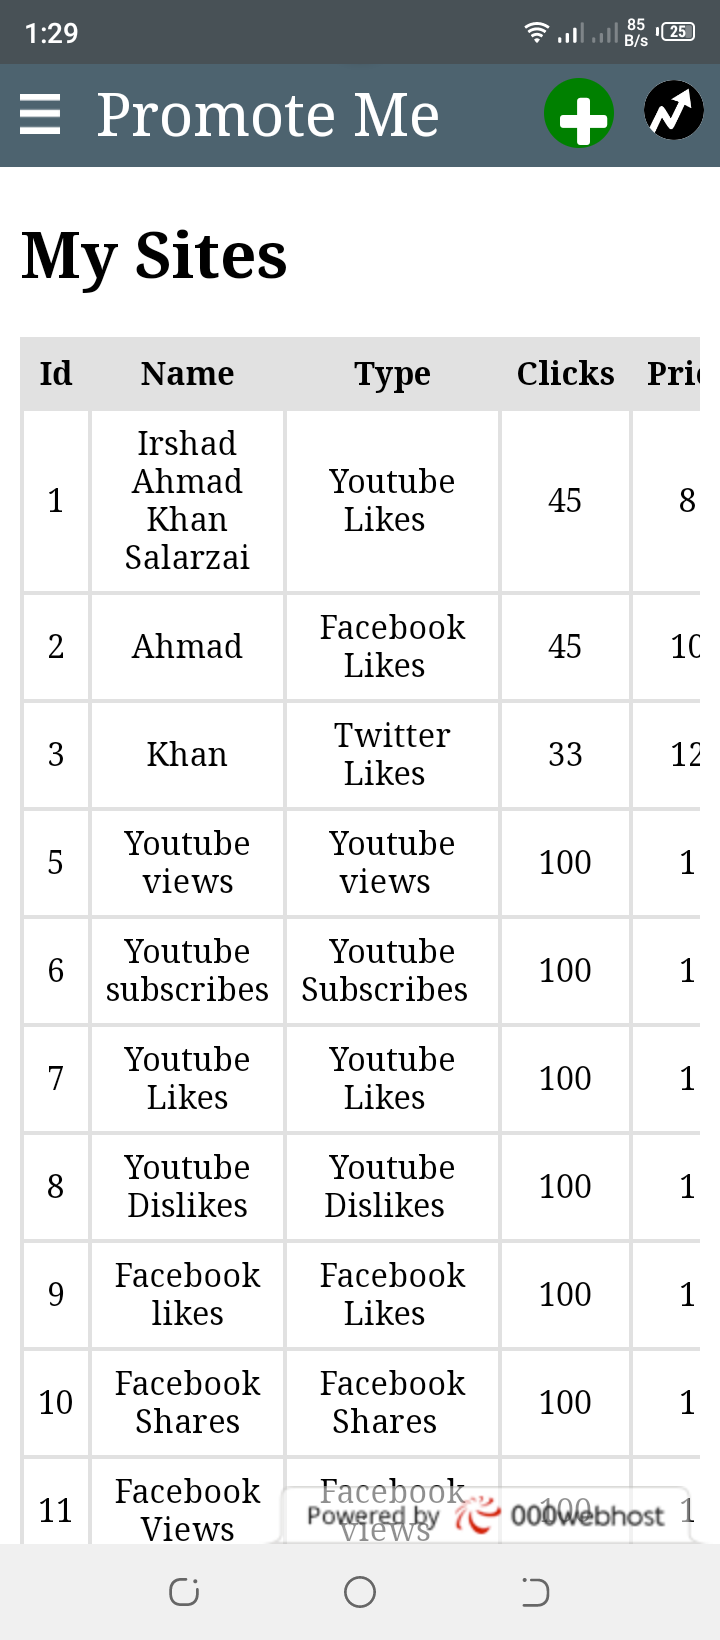 1:29 85 B/s 25
Promote Me
My Sites
Id Name Type Clicks
Irshad Ahmad Khan Salarzai
1 Youtube Likes 45 8
2 Ahmad Facebook Likes 45 10
3 Khan Twitter Likes 33 12
5 Youtube views Youtube views 100 1
6 Youtube subscribes Youtube Subscribes 100 1
7 Youtube Likes Youtube Likes 100 1
8 Youtube Dislikes Youtube Dislikes 100 1
9 Facebook likes Facebook Likes 100 1
10 Facebook Shares Facebook Shares 100 1
11 Facebook Views Facebook views 100 1
Powered by 000webhost